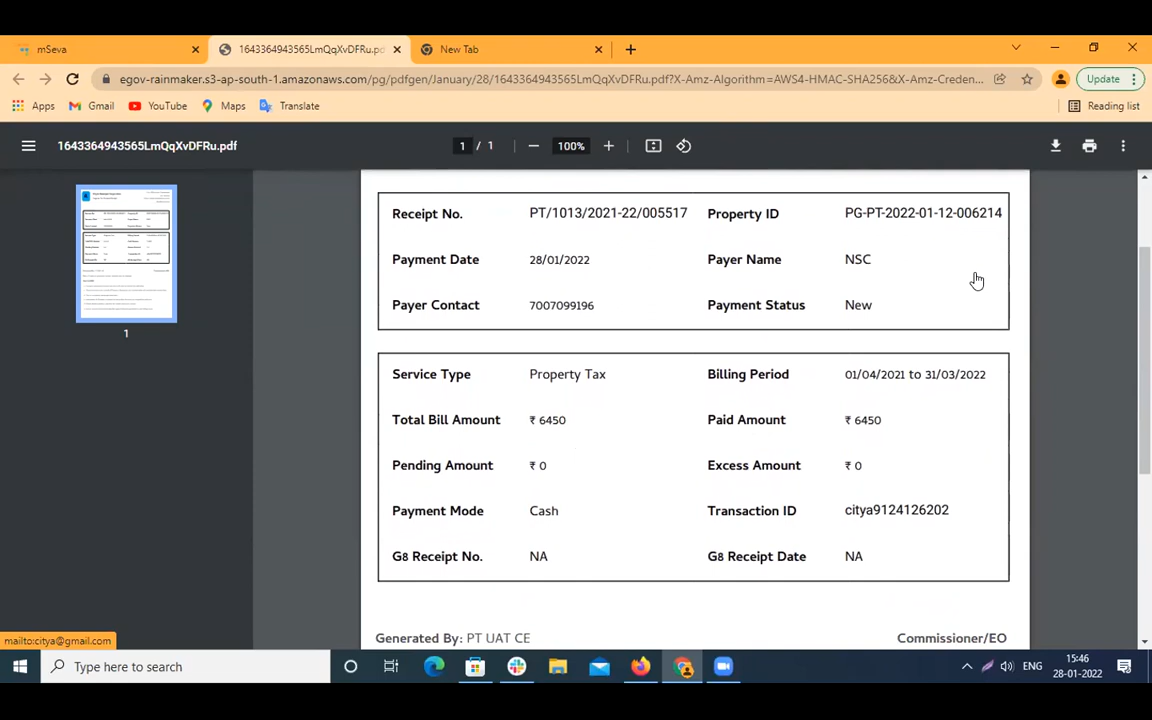 mSeva
1643364943565LmQqXvDFRu.pd
New Tab
egov-rainmaker.s3-ap-south-1.amazonaws.com/pg/pdfgen/January/28/1643364943565LmQqXvDFRu.pdf?X-Amz-Algorithm=AWS4-HMAC-SHA256&X-Amz-Creden...
Update
Apps
Gmail
YouTube
Maps
Translate
Reading list
1643364943565LmQqXvDFRu.pdf
1 / 1
100%
Receipt No. PT/1013/2021-22/005517 Property ID PG-PT-2022-01-12-006214
Payment Date 28/01/2022 Payer Name NSC
Payer Contact 7007099196 Payment Status New
1
Service Type Property Tax Billing Period 01/04/2021 to 31/03/2022
Total Bill Amount ₹ 6450 Paid Amount ₹ 6450
Pending Amount ₹ 0 Excess Amount ₹ 0
Payment Mode Cash Transaction ID citya9124126202
G8 Receipt No. NA G8 Receipt Date NA
Generated By: PT UAT CE Commissioner/EO
mailto:citya@gmail.com
Type here to search
ENG
15:46
28-01-2022